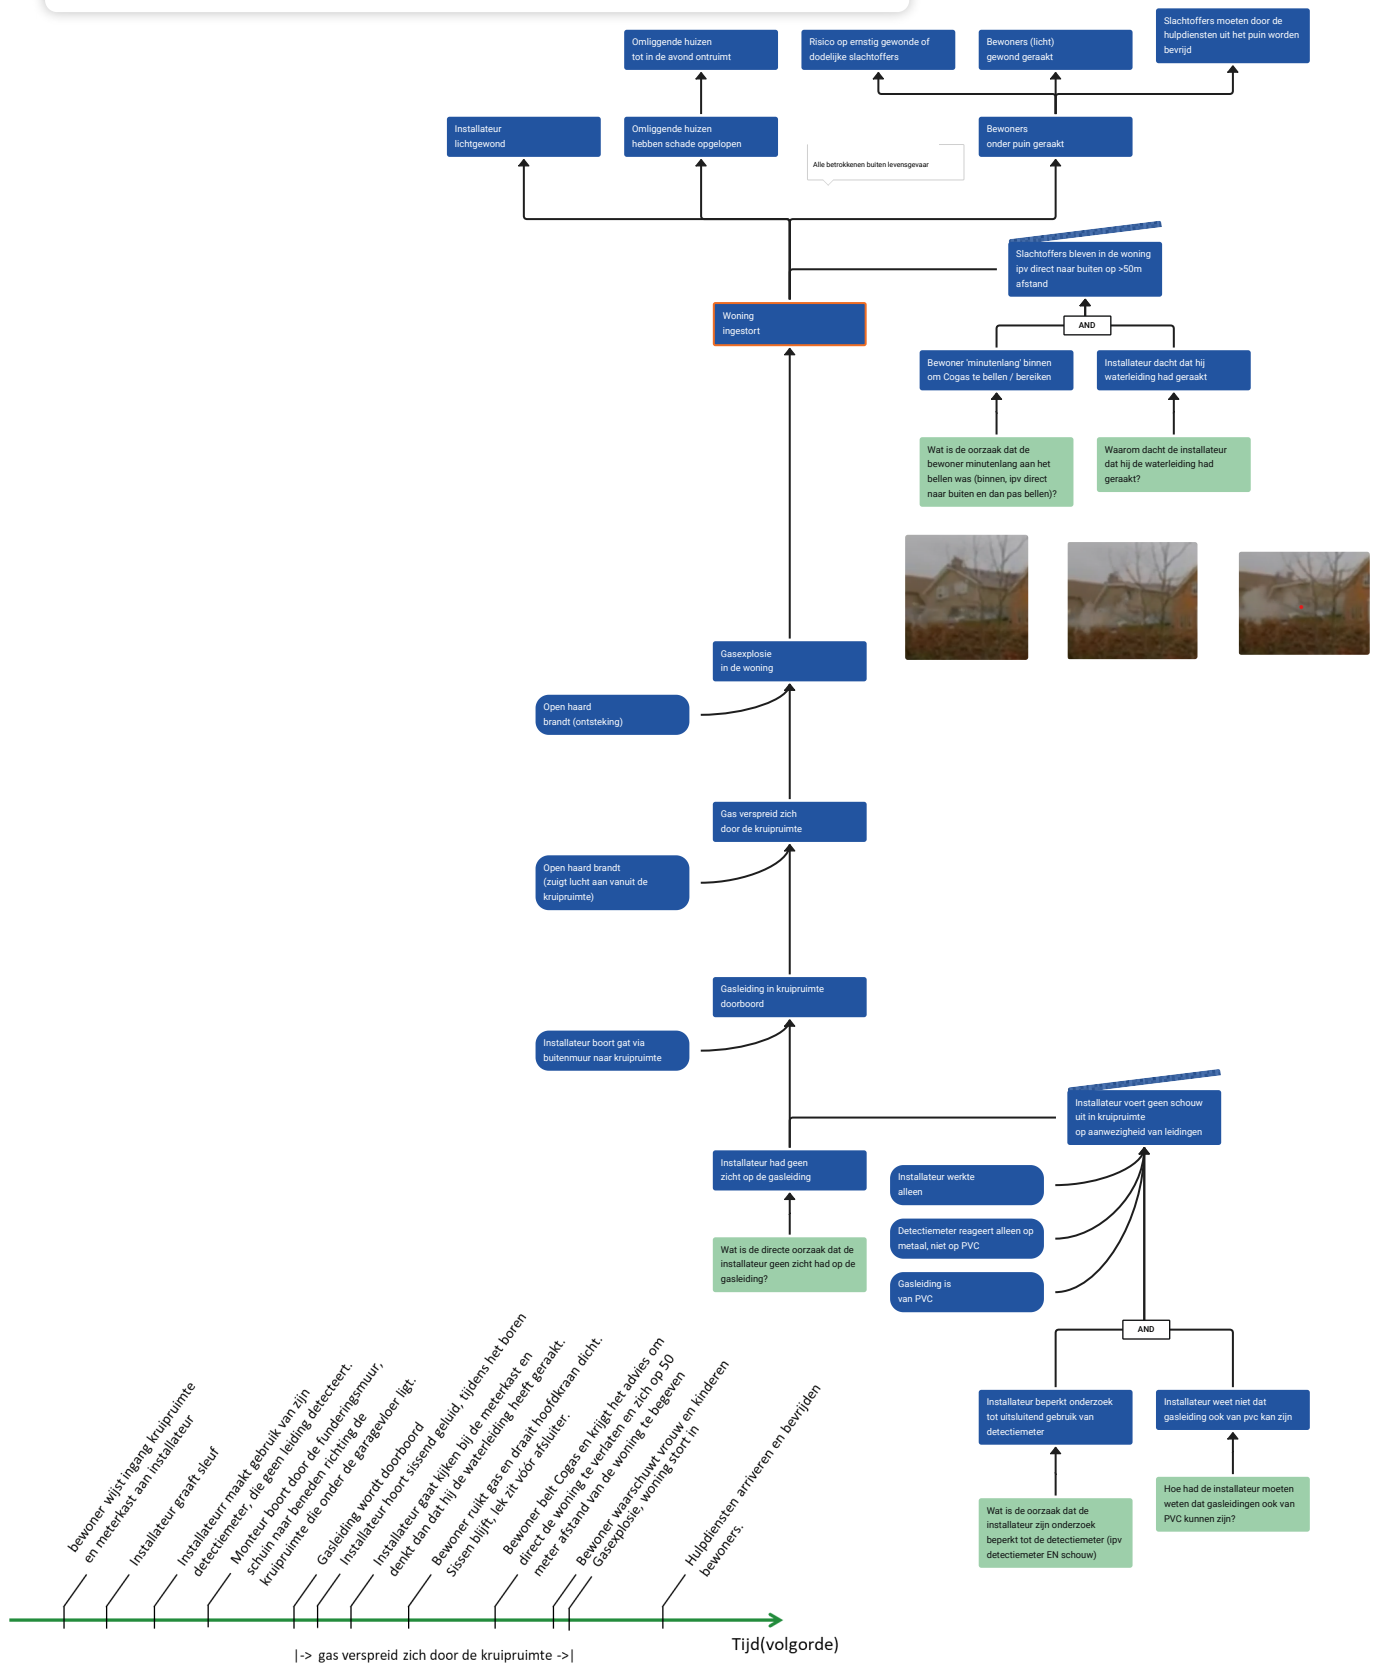 Slachtoffers moeten door de
hulpdiensten uit het puin worden
bevrijd
Omliggende huizen
tot in de avond ontruimt
Risico op ernstig gewonde of
dodelijke slachtoffers
Bewoners (licht)
gewond geraakt
Installateur
lichtgewond
Omliggende huizen
hebben schade opgelopen
Bewoners
onder puin geraakt
Alle betrokkenen buiten levensgevaar
Slachtoffers bleven in de woning
ipv direct naar buiten op >50m
afstand
Woning
ingestort
AND
Bewoner 'minutenlang' binnen
om Cogas te bellen / bereiken
Installateur dacht dat hij
waterleiding had geraakt
Wat is de oorzaak dat de
bewoner minutenlang aan het
bellen was (binnen, ipv direct
naar buiten en dan pas bellen)?
Waarom dacht de installateur
dat hij de waterleiding had
geraakt?
Gasexplosie
in de woning
Open haard
brandt (ontsteking)
Gas verspreid zich
door de kruipruimte
Open haard brandt
(zuigt lucht aan vanuit de
kruipruimte)
Gasleiding in kruipruimte
doorboord
Installateur boort gat via
buitenmuur naar kruipruimte
Installateur voert geen schouw
uit in kruipruimte
op aanwezigheid van leidingen
Installateur had geen
zicht op de gasleiding
Installateur werkte
alleen
Detectiemeter reageert alleen op
metaal, niet op PVC
Gasleiding is
van PVC
Wat is de directe oorzaak dat de
installateur geen zicht had op de
gasleiding?
AND
Installateur beperkt onderzoek
tot uitsluitend gebruik van
detectiemeter
Installateur weet niet dat
gasleiding ook van pvc kan zijn
Wat is de oorzaak dat de
installateur zijn onderzoek
beperkt tot de detectiemeter (ipv
detectiemeter EN schouw)
Hoe had de installateur moeten
weten dat gasleidingen ook van
PVC kunnen zijn?
bewoner wijst ingang kruipruimte
en meterkast aan installateur
Installateur graaft sleuf
Installateurr maakt gebruik van zijn
detectiemeter, die geen leiding detecteert.
Monteur boort door de funderingsmuur,
schuin naar beneden richting de
kruipruimte die onder de garagevloer ligt.
Gasleiding wordt doorboord
Installateur hoort sissend geluid, tijdens het boren
Installateur gaat kijken bij de meterkast en
denkt dan dat hij de waterleiding heeft geraakt.
Bewoner ruikt gas en draait hoofdkraan dicht.
Sissen blijft, lek zit vóór afsluiter.
Bewoner belt Cogas en krijgt het advies om
direct de woning te verlaten en zich op 50
meter afstand van de woning te begeven
Bewoner waarschuwt vrouw en kinderen
Gasexplosie, woning stort in
Hulpdiensten arriveren en bevrijden
bewoners.
Tijd(volgorde)
|-> gas verspreid zich door de kruipruimte ->|